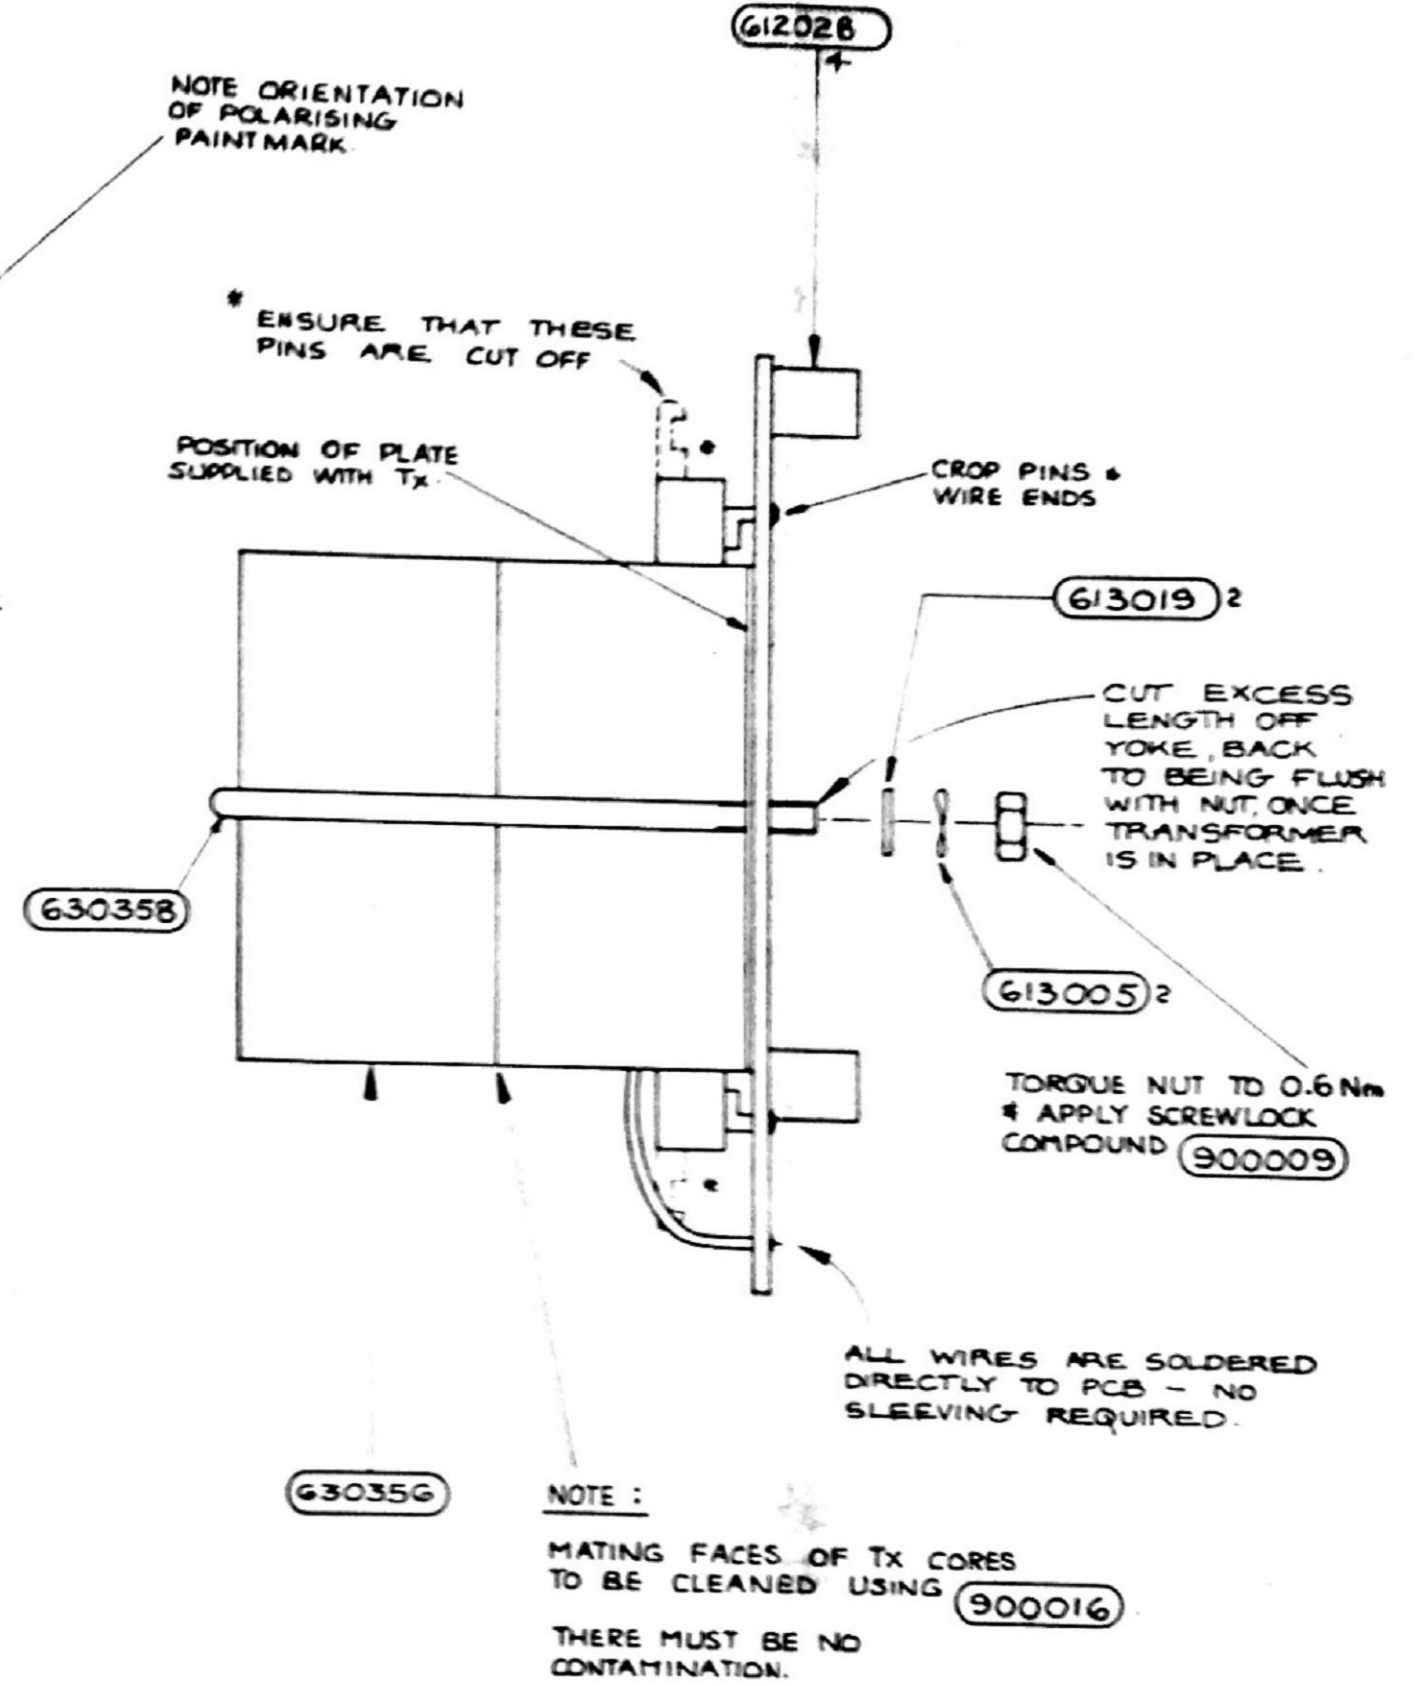 612028
4
NOTE ORIENTATION
OF POLARISING
PAINT MARK.
* ENSURE THAT THESE
PINS ARE CUT OFF
POSITION OF PLATE
SUPPLIED WITH Tx.
CROP PINS &
WIRE ENDS
613019 2
CUT EXCESS
LENGTH OFF
YOKE, BACK
TO BEING FLUSH
WITH NUT, ONCE
TRANSFORMER
IS IN PLACE.
630358
613005 2
TORQUE NUT TO 0.6 Nm
& APPLY SCREWLOCK
COMPOUND 900009
ALL WIRES ARE SOLDERED
DIRECTLY TO PCB - NO
SLEEVING REQUIRED.
630356
NOTE :
MATING FACES OF Tx CORES
TO BE CLEANED USING 900016
THERE MUST BE NO
CONTAMINATION.